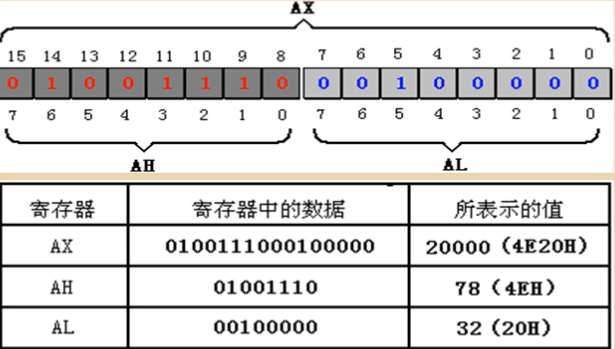 AX
15 14 13 12 11 10 9 8 7 6 5 4 3 2 1 0
0 1 0 0 1 1 1 0 0 0 1 0 0 0 0 0
7 6 5 4 3 2 1 0 7 6 5 4 3 2 1 0
AH AL
寄存器 寄存器中的数据 所表示的值
AX 0100111000100000 20000（4E20H）
AH 01001110 78（4EH）
AL 00100000 32（20H）